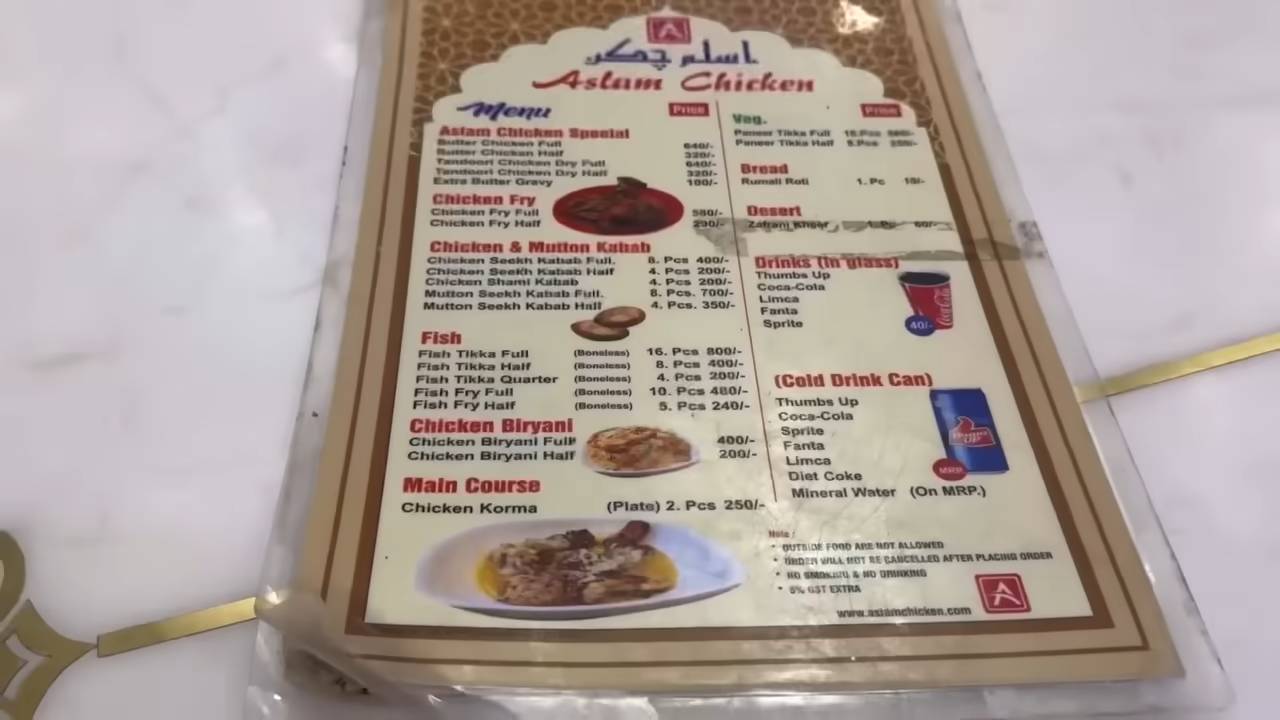 اسلم چکن
Aslam Chicken
Menu Price
Aslam Chicken Special
Butter Chicken Full 640/-
Butter Chicken Half 320/-
Tandoori Chicken Dry Full 640/-
Tandoori Chicken Dry Half 320/-
Extra Butter Gravy 100/-
Chicken Fry
Chicken Fry Full 580/-
Chicken Fry Half 290/-
Chicken & Mutton Kabab
Chicken Seekh Kabab Full. 8. Pcs 400/-
Chicken Seekh Kabab Half 4. Pcs 200/-
Chicken Shami Kabab 4. Pcs 200/-
Mutton Seekh Kabab Full. 8. Pcs. 700/-
Mutton Seekh Kabab Half 4. Pcs. 350/-
Fish
Fish Tikka Full (Boneless) 16. Pcs 800/-
Fish Tikka Half (Boneless) 8. Pcs 400/-
Fish Tikka Quarter (Boneless) 4. Pcs 200/-
Fish Fry Full (Boneless) 10. Pcs 480/-
Fish Fry Half (Boneless) 5. Pcs 240/-
Chicken Biryani
Chicken Biryani Full 400/-
Chicken Biryani Half 200/-
Main Course
Chicken Korma (Plate) 2. Pcs 250/-
Veg. Price
Paneer Tikka Full 10.Pcs
Paneer Tikka Half 5.Pcs
Bread
Rumali Roti 1. Pc
Desert
Zafrani Kheer 1. Pc 60/-
Drinks (in glass)
Thumbs Up
Coca-Cola
Limca
Fanta
Sprite
Coca-Cola
40/-
(Cold Drink Can)
Thumbs Up
Coca-Cola
Sprite
Fanta
Limca
Diet Coke
Mineral Water (On MRP.)
Thums UP
MRP.
Note :
* OUTSIDE FOOD ARE NOT ALLOWED
* ORDER WILL NOT BE CANCELLED AFTER PLACING ORDER
* NO SMOKING & NO DRINKING
* 5% GST EXTRA
www.aslamchicken.com